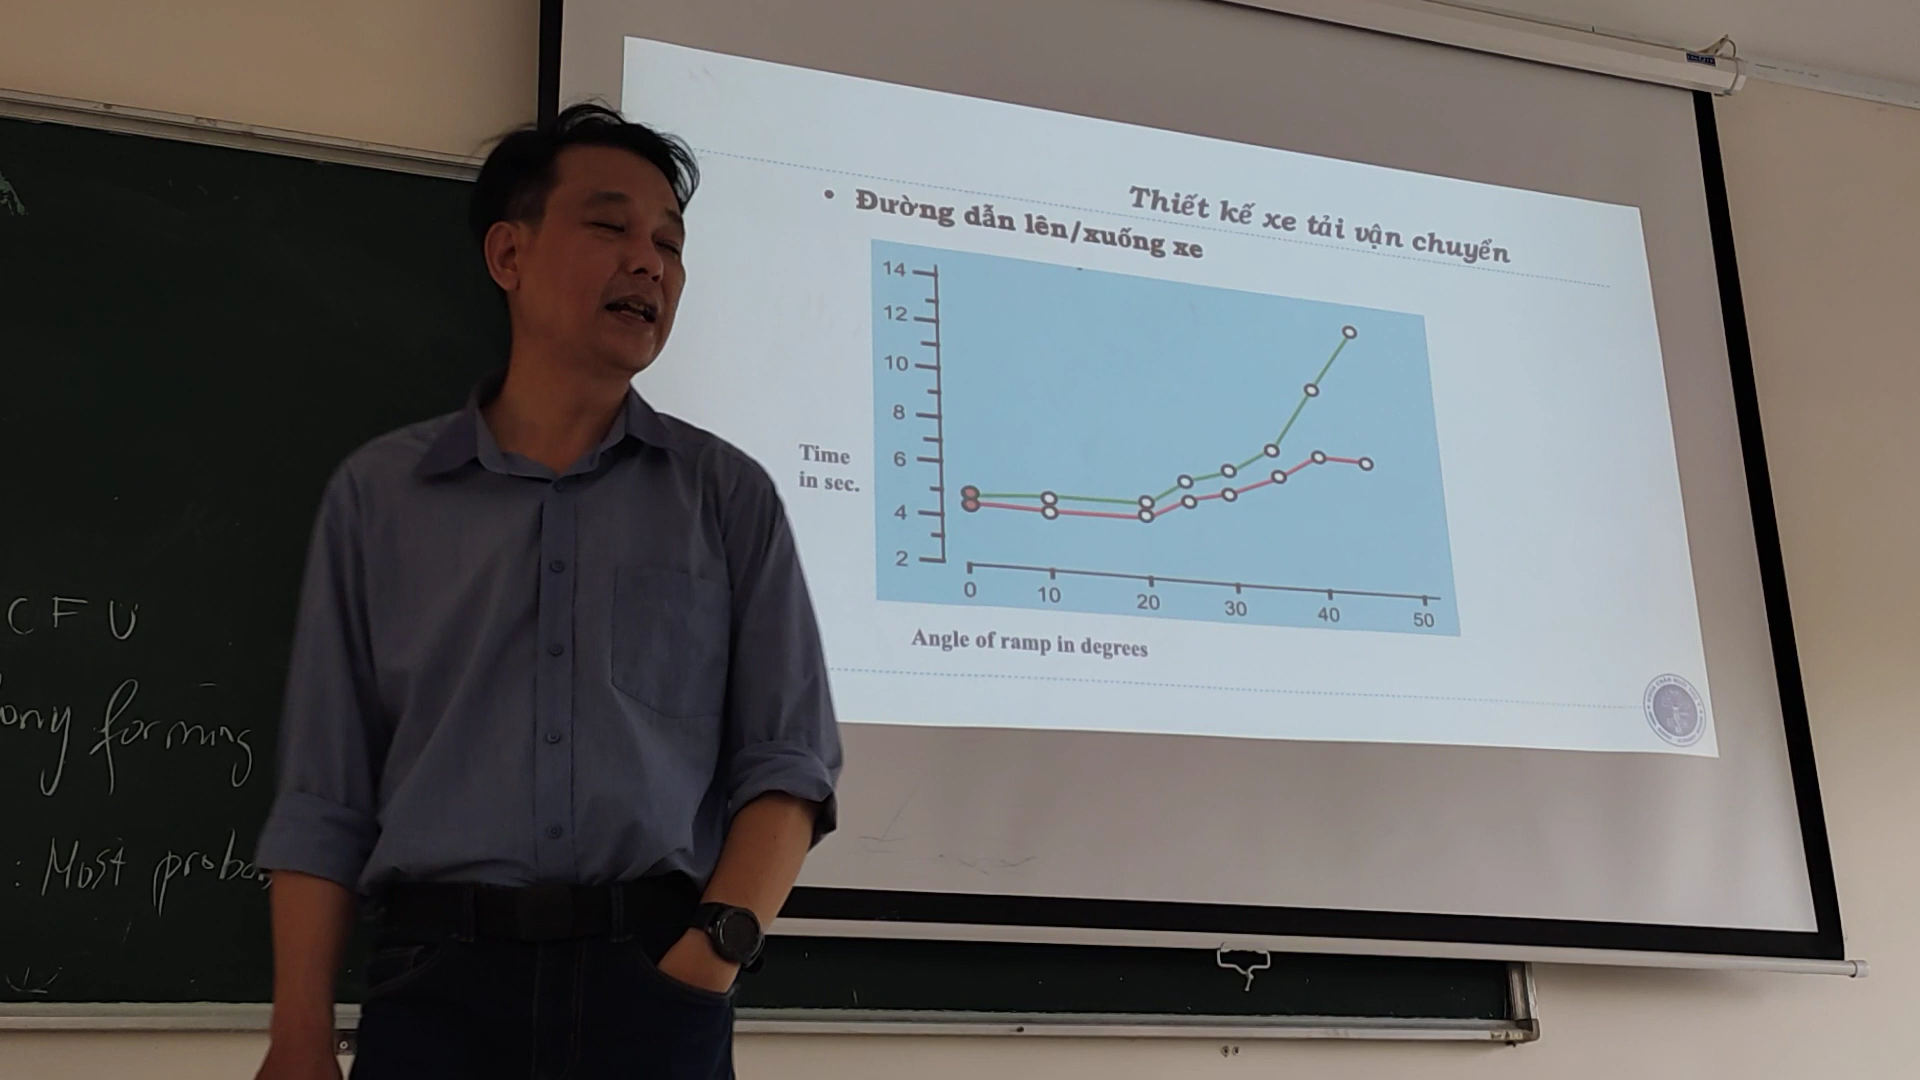 Thiết kế xe tải vận chuyển
• Đường dẫn lên/xuống xe
14
12
10
8
6
4
2
Time
in sec.
0 10 20 30 40 50
Angle of ramp in degrees
CFU
forming
: Most